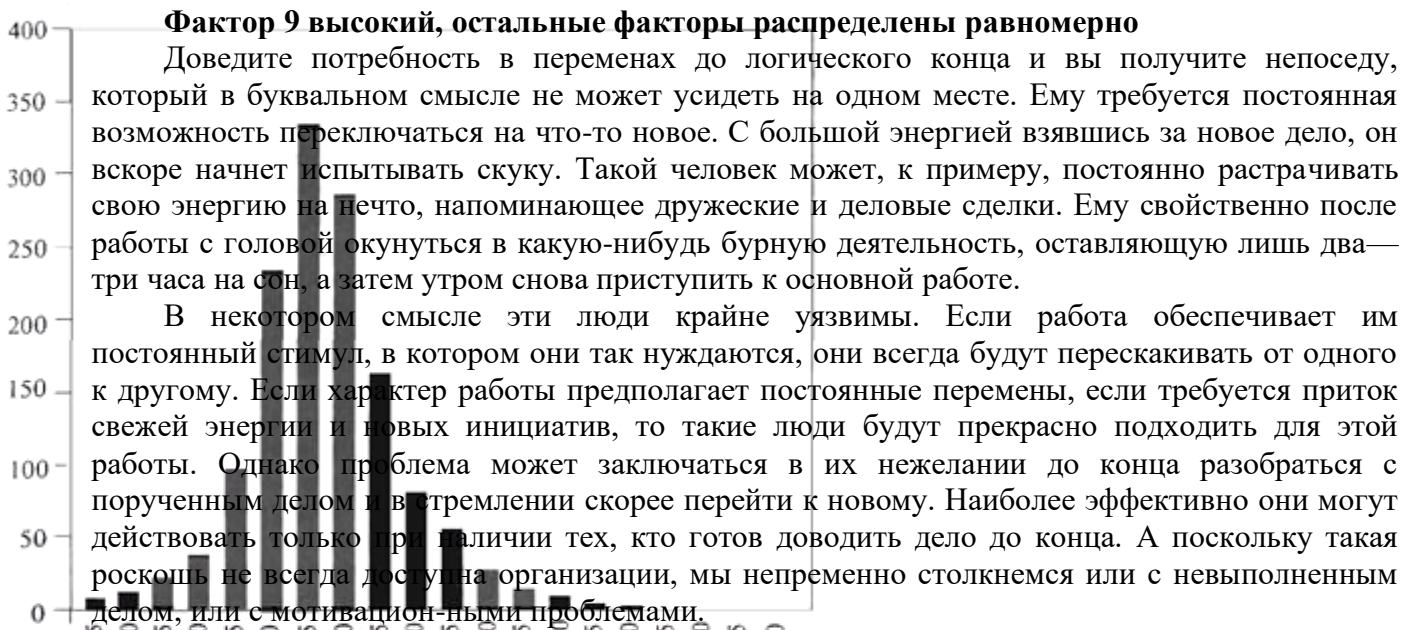 Фактор 9 высокий, остальные факторы распределены равномерно
Доведите потребность в переменах до логического конца и вы получите непоседу,
который в буквальном смысле не может усидеть на одном месте. Ему требуется постоянная
возможность переключаться на что-то новое. С большой энергией взявшись за новое дело, он
вскоре начнет испытывать скуку. Такой человек может, к примеру, постоянно растрачивать
свою энергию на нечто, напоминающее дружеские и деловые сделки. Ему свойственно после
работы с головой окунуться в какую-нибудь бурную деятельность, оставляющую лишь два—
три часа на сон, а затем утром снова приступить к основной работе.
В некотором смысле эти люди крайне уязвимы. Если работа обеспечивает им
постоянный стимул, в котором они так нуждаются, они всегда будут перескакивать от одного
к другому. Если характер работы предполагает постоянные перемены, если требуется приток
свежей энергии и новых инициатив, то такие люди будут прекрасно подходить для этой
работы. Однако проблема может заключаться в их нежелании до конца разобраться с
порученным делом и в стремлении скорее перейти к новому. Наиболее эффективно они могут
действовать только при наличии тех, кто готов доводить дело до конца. А поскольку такая
роскошь не всегда доступна организации, мы непременно столкнемся или с невыполненным
делом, или с мотивацион-ными проблемами.
400
350
300
250
200
150
100
50
0